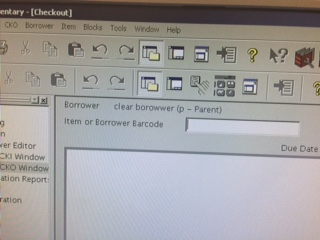 entary - [Checkout]
CKO Borrower Item Blocks Tools Window Help
Borrower clear borowwer (p - Parent)
Item or Borrower Barcode
Due Date
g
n
ver Editor
CKI Window
CKO Window
ation Report:
ration